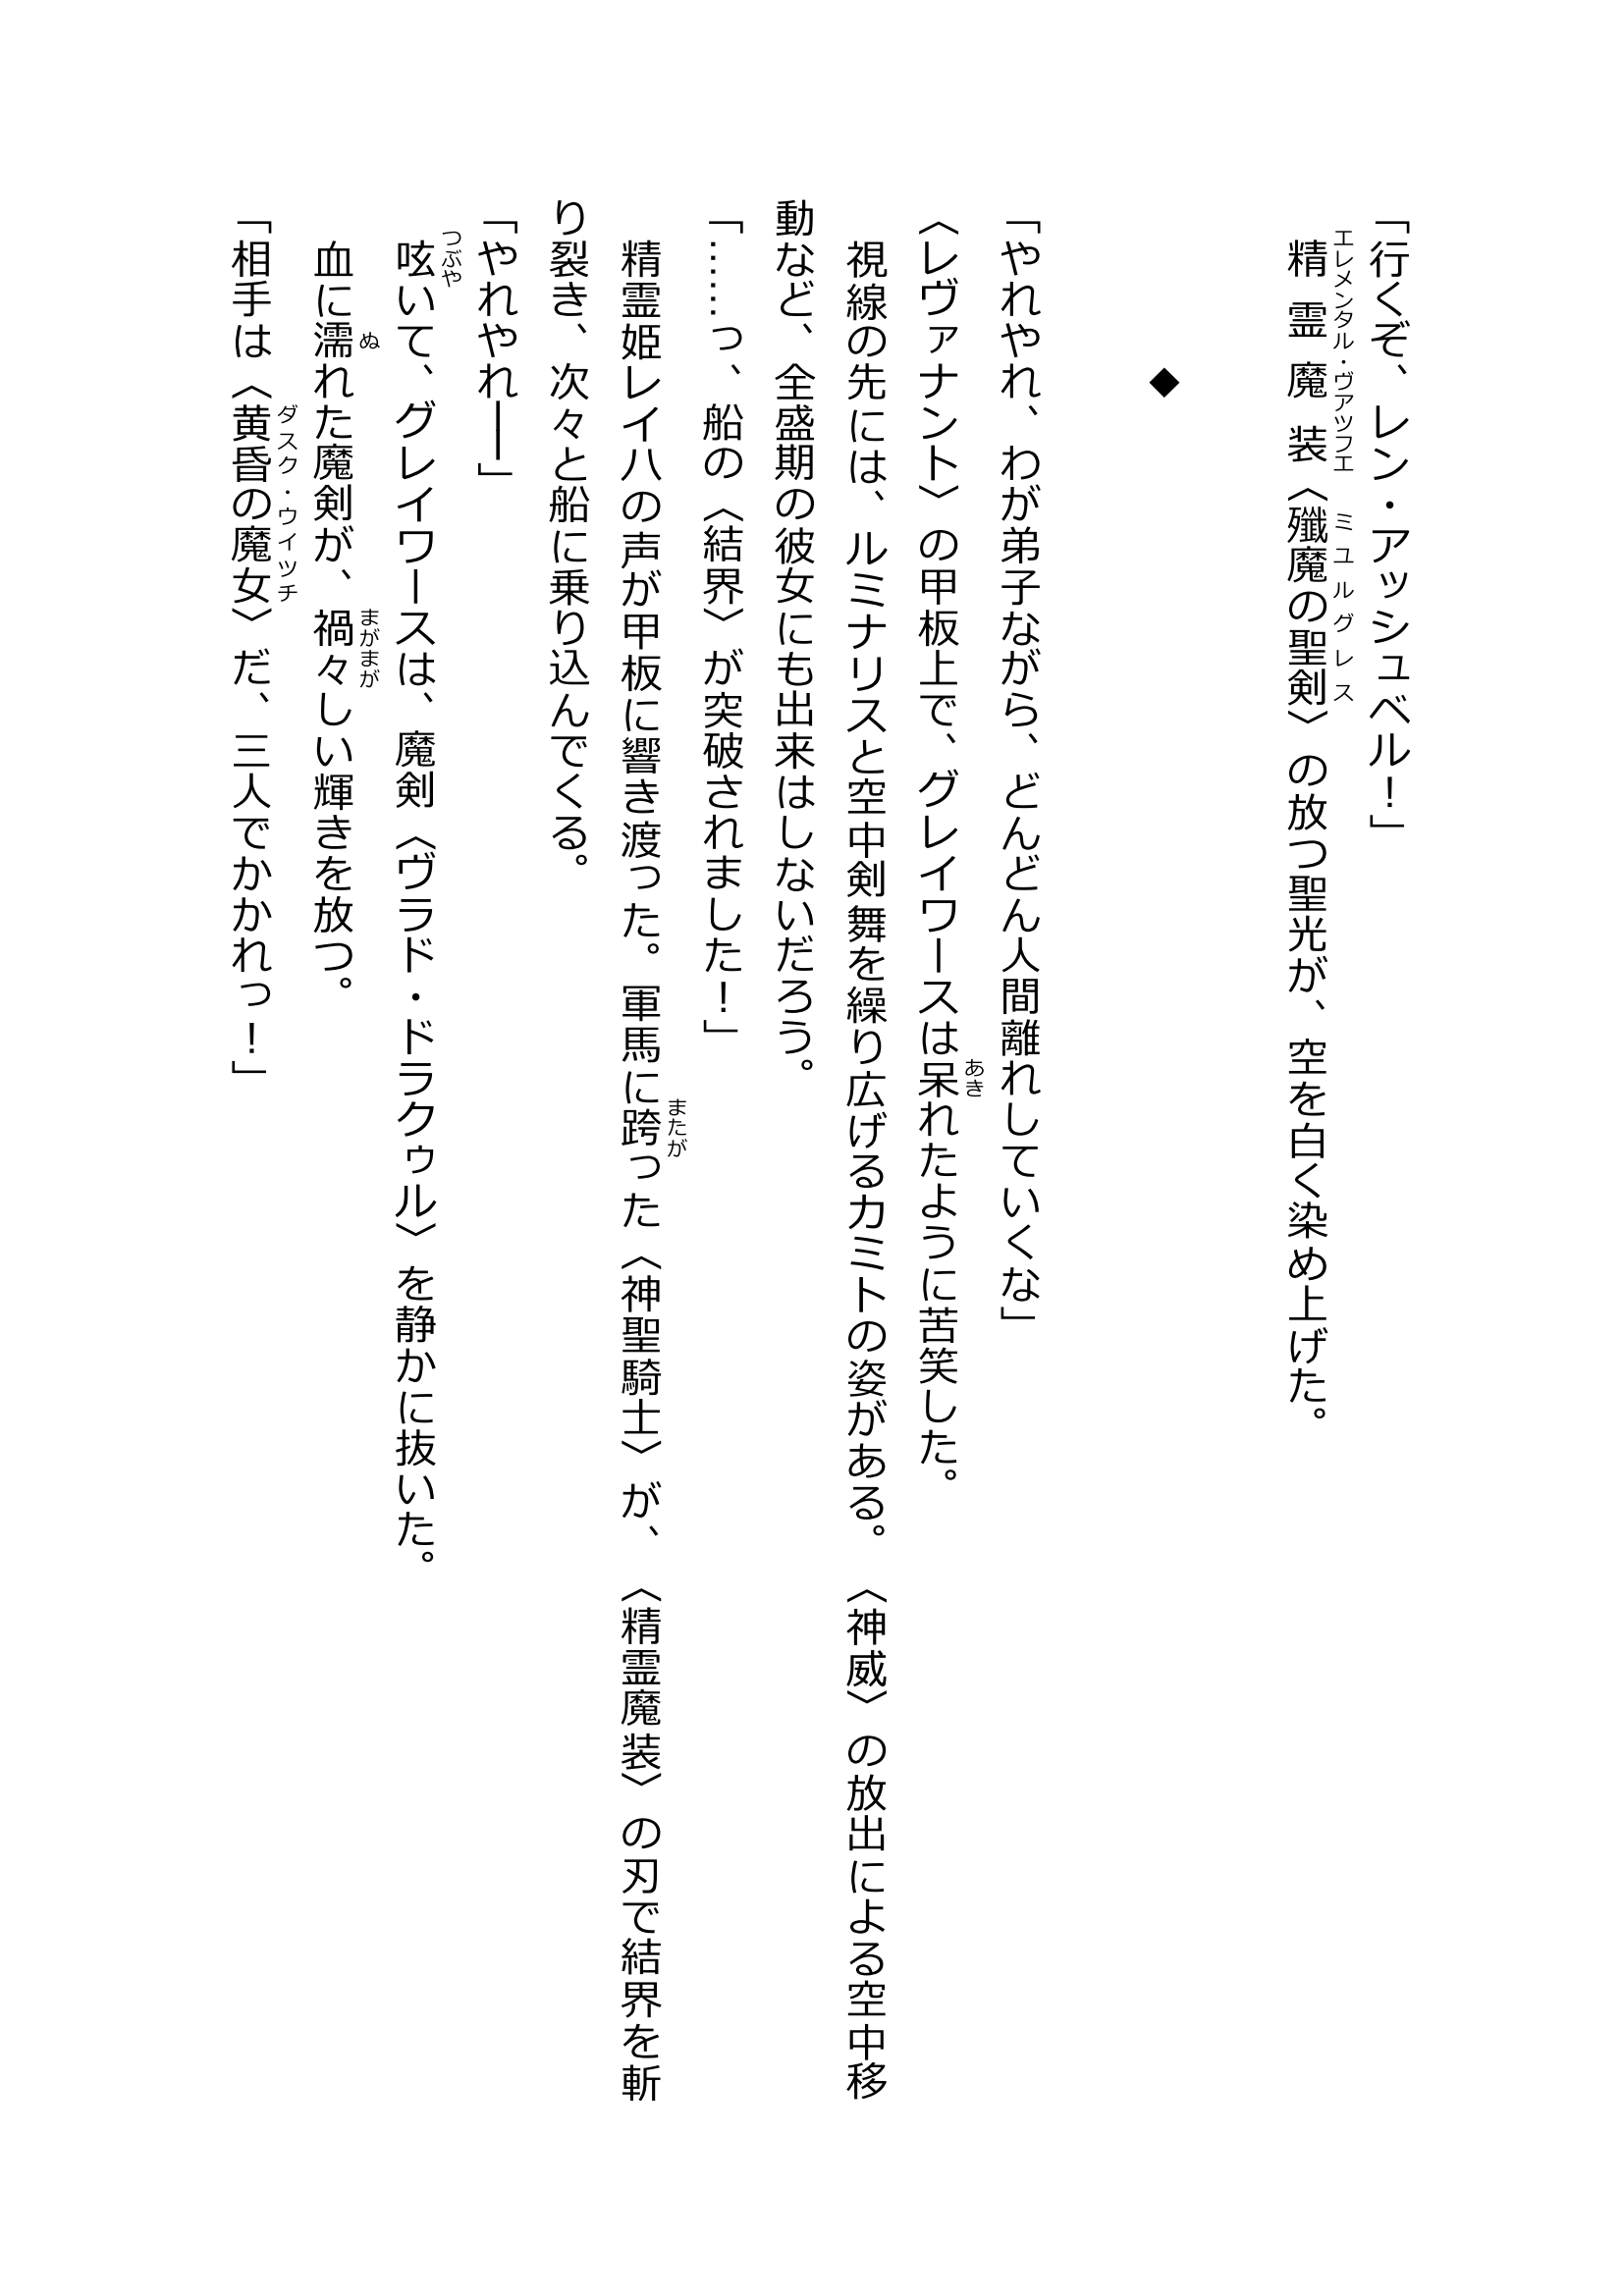 「行くぞ、レン・アッシュベル！」
精霊魔装〈殲魔の聖剣〉の放つ聖光が、空を白く染め上げた。
エレメンタル・ヴァッフェ ミュルグレス
◆
「やれやれ、わが弟子ながら、どんどん人間離れしていくな」
〈レヴァナント〉の甲板上で、グレイワースは呆れたように苦笑した。
あき
視線の先には、ルミナリスと空中剣舞を繰り広げるカミトの姿がある。〈神威〉の放出による空中移
動など、全盛期の彼女にも出来はしないだろう。
「……っ、船の〈結界〉が突破されました！」
精霊姫レイハの声が甲板に響き渡った。軍馬に跨った〈神聖騎士〉が、〈精霊魔装〉の刃で結界を斬
またが
り裂き、次々と船に乗り込んでくる。
「やれやれ――」
呟いて、グレイワースは、魔剣〈ヴラド・ドラクゥル〉を静かに抜いた。
つぶや
血に濡れた魔剣が、禍々しい輝きを放つ。
ぬ まがまが
「相手は〈黄昏の魔女〉だ、三人でかかれっ！」
ダスク・ウィッチ